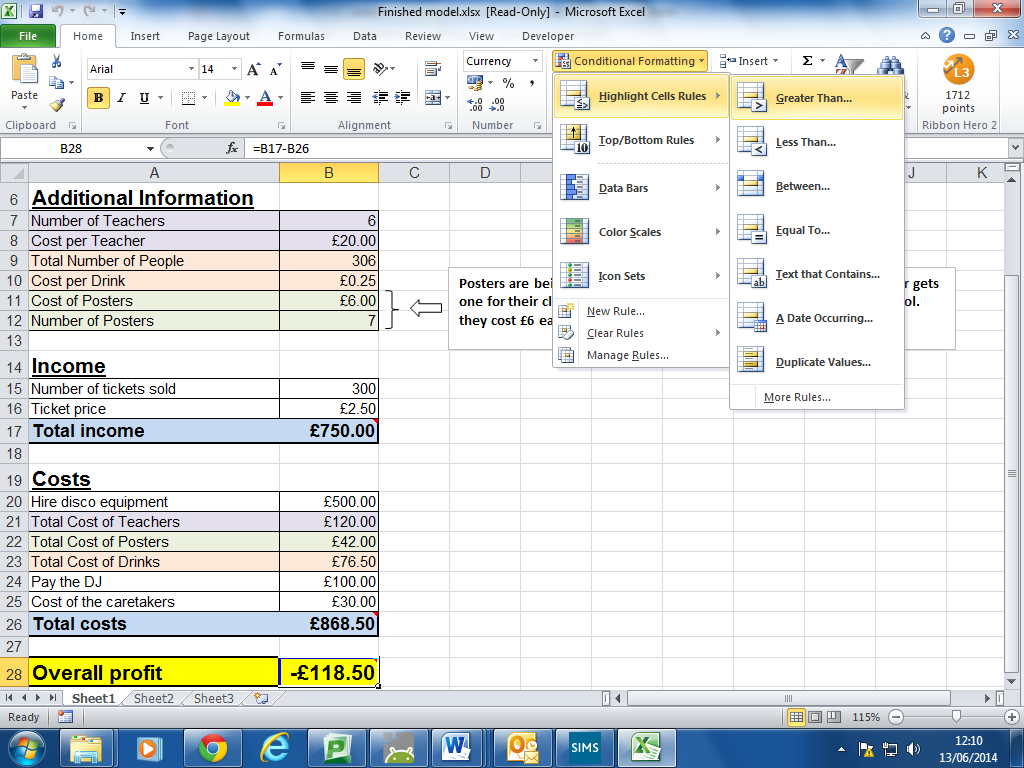 Finished model.xlsx [Read-Only] - Microsoft Excel
File Home Insert Page Layout Formulas Data Review View Developer
Paste
Arial 14 A A
B I U A
Currency
% ,
Conditional Formatting
Insert
Σ
L3
1712
points
Clipboard Font Alignment Number Ribbon Hero 2
B28 fx =B17-B26
A B C D J K
6 Additional Information
7 Number of Teachers 6
8 Cost per Teacher £20.00
9 Total Number of People 306
10 Cost per Drink £0.25
11 Cost of Posters £6.00
12 Number of Posters 7
13
14 Income
15 Number of tickets sold 300
16 Ticket price £2.50
17 Total income £750.00
18
19 Costs
20 Hire disco equipment £500.00
21 Total Cost of Teachers £120.00
22 Total Cost of Posters £42.00
23 Total Cost of Drinks £76.50
24 Pay the DJ £100.00
25 Cost of the caretakers £30.00
26 Total costs £868.50
27
28 Overall profit -£118.50
Posters are bei
gets
one for their cl
they cost £6 ea
Highlight Cells Rules
Top/Bottom Rules
Data Bars
Color Scales
Icon Sets
New Rule...
Clear Rules
Manage Rules...
Greater Than...
Less Than...
Between...
Equal To...
Text that Contains...
A Date Occurring...
Duplicate Values...
More Rules...
Sheet1 Sheet2 Sheet3
Ready 115%
SIMS
12:10
13/06/2014